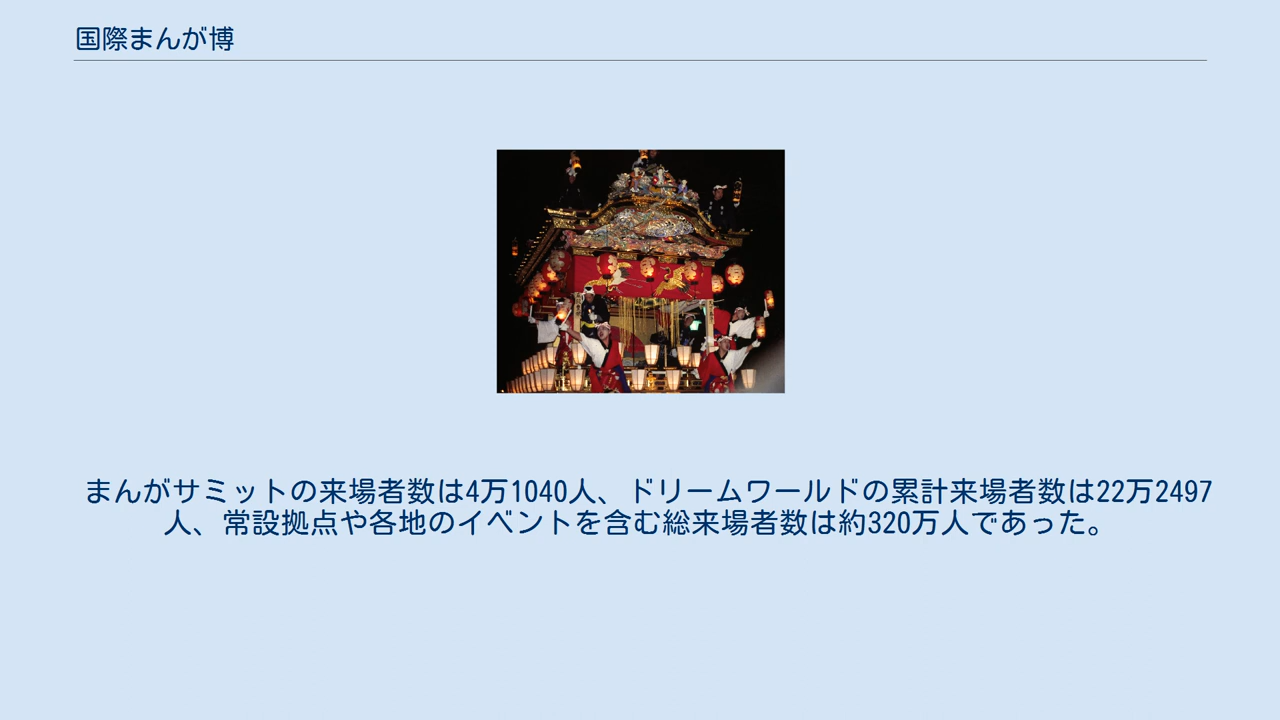 国際まんが博
まんがサミットの来場者数は4万1040人、ドリームワールドの累計来場者数は22万2497
人、常設拠点や各地のイベントを含む総来場者数は約320万人であった。